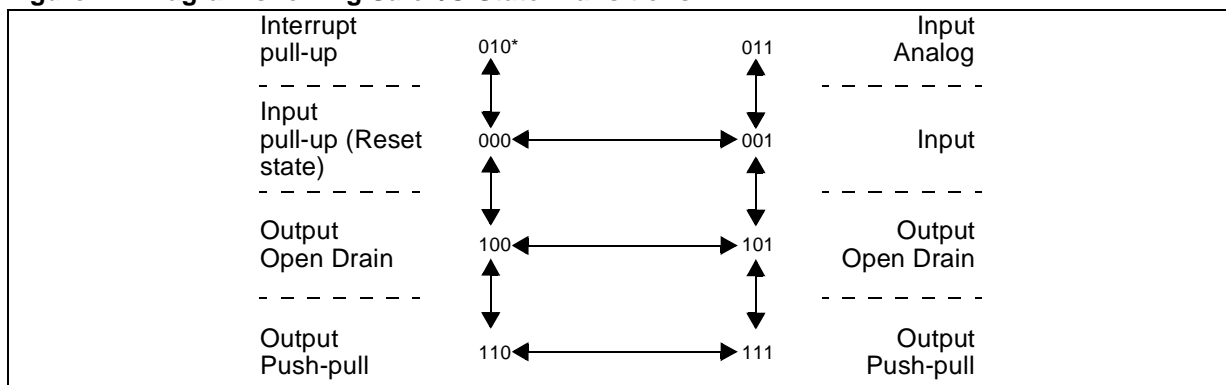 Interrupt
pull-up
010*
011
Input
Analog
Input
pull-up (Reset
state)
000
001
Input
Output
Open Drain
100
101
Output
Open Drain
Output
Push-pull
110
111
Output
Push-pull